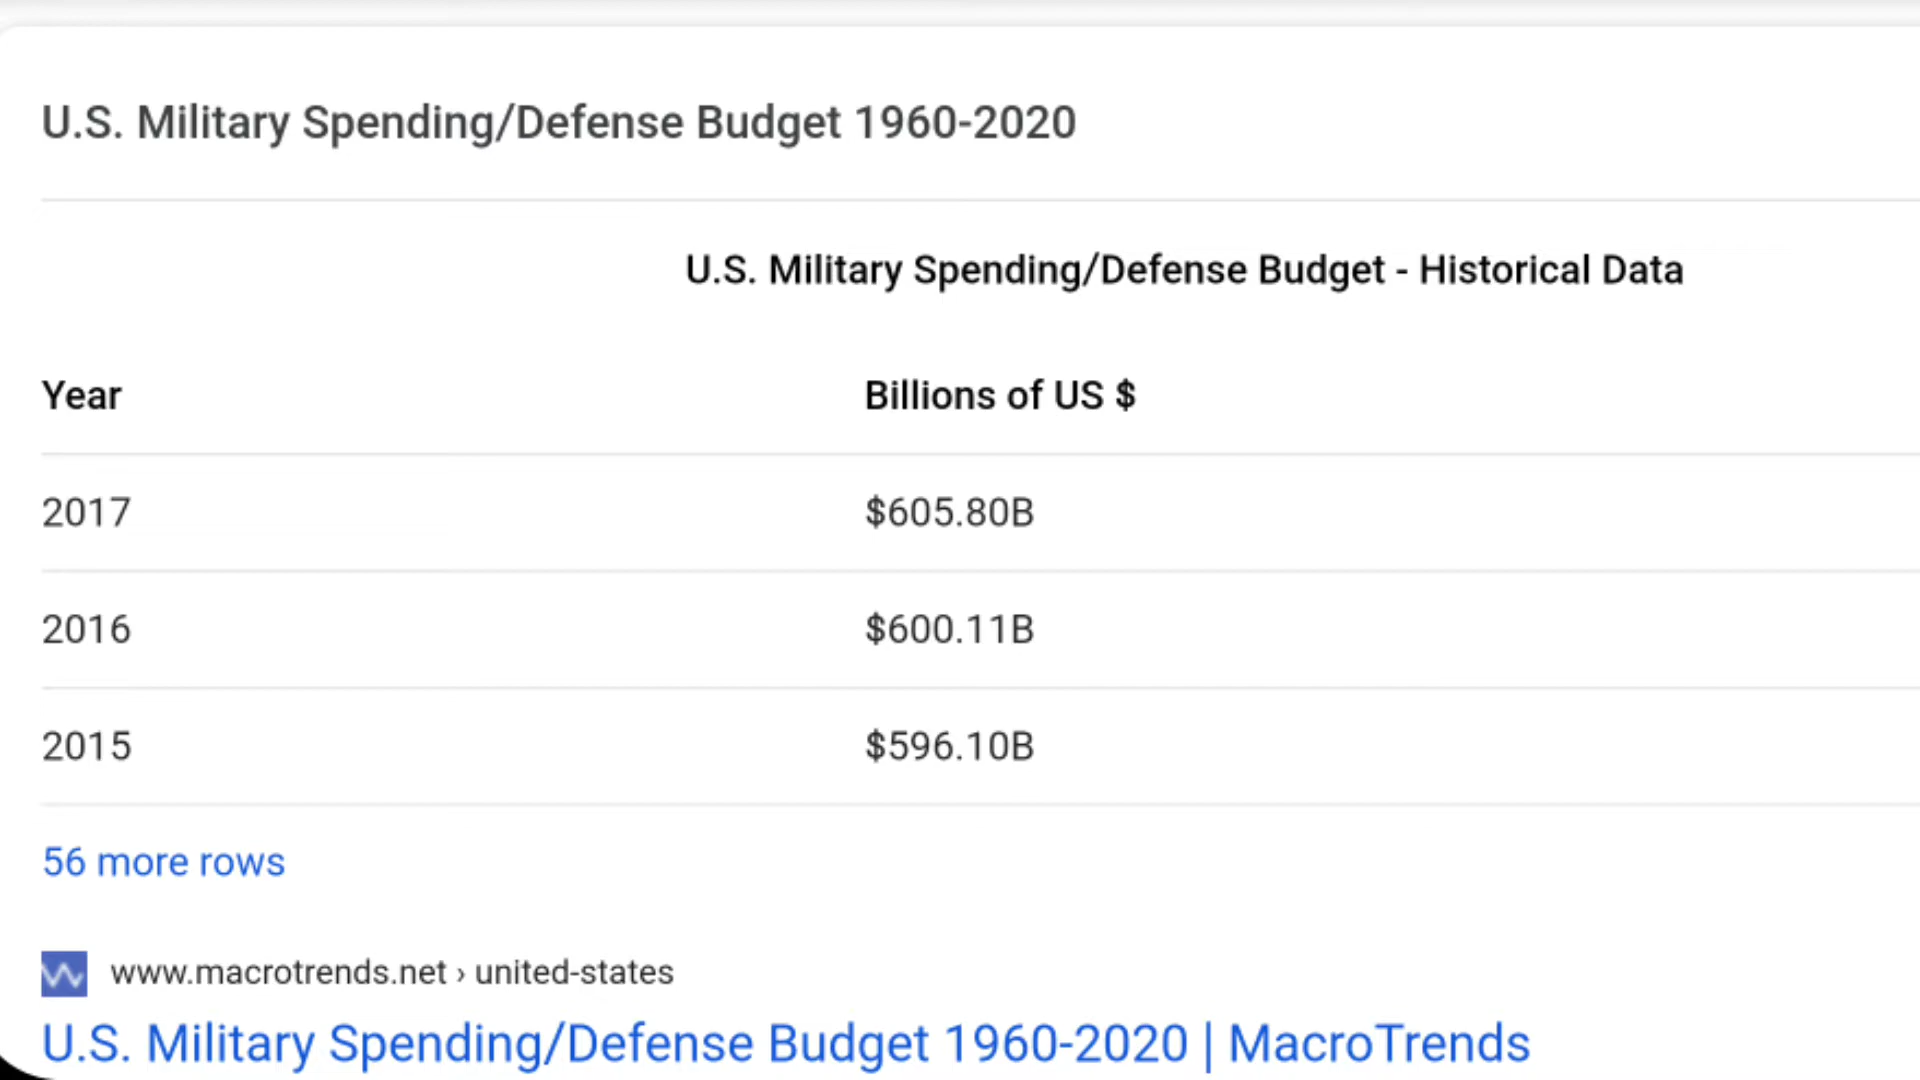 U.S. Military Spending/Defense Budget 1960-2020
U.S. Military Spending/Defense Budget - Historical Data
Year Billions of US $
2017 $605.80B
2016 $600.11B
2015 $596.10B
56 more rows
www.macrotrends.net › united-states
U.S. Military Spending/Defense Budget 1960-2020 | MacroTrends